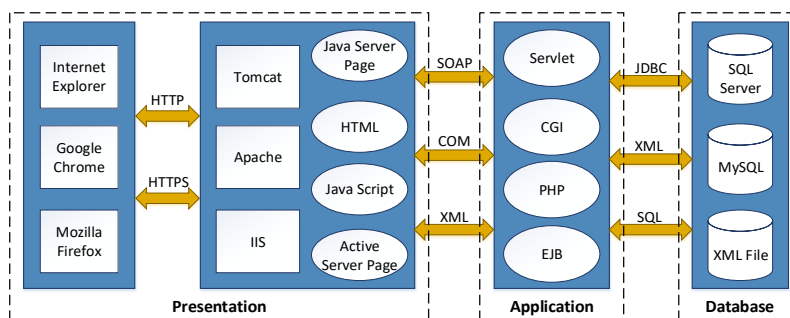 Internet
Explorer
Google
Chrome
Mozilla
Firefox
HTTP
HTTPS
Tomcat
Apache
IIS
Java Server
Page
HTML
Java Script
Active
Server Page
Presentation
SOAP
COM
XML
Servlet
CGI
PHP
EJB
Application
JDBC
XML
SQL
SQL
Server
MySQL
XML File
Database